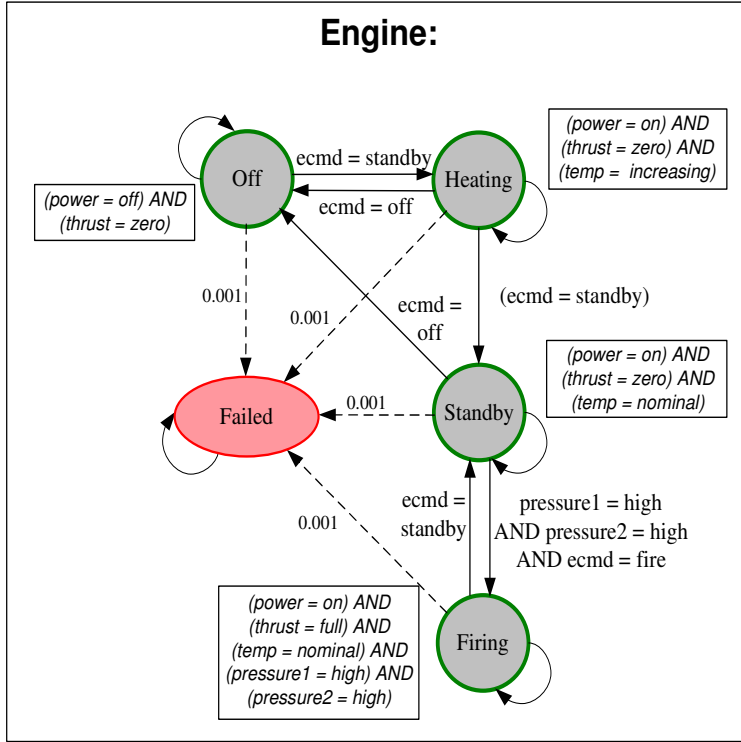 Engine:
(power = on) AND
(thrust = zero) AND
(temp = increasing)
ecmd = standby
Off
Heating
ecmd = off
(power = off) AND
(thrust = zero)
0.001
0.001
ecmd =
off
(ecmd = standby)
(power = on) AND
(thrust = zero) AND
(temp = nominal)
Failed
0.001
Standby
ecmd =
standby
pressure1 = high
AND pressure2 = high
AND ecmd = fire
0.001
(power = on) AND
(thrust = full) AND
(temp = nominal) AND
(pressure1 = high) AND
(pressure2 = high)
Firing